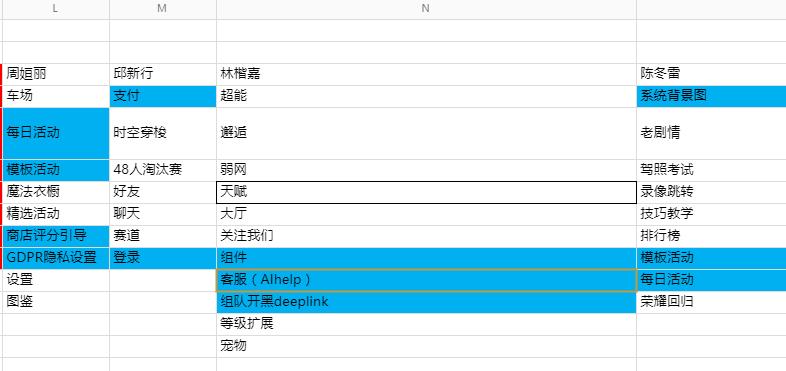 L M N
周姮丽 邱新行 林楷嘉 陈冬雷
车场 支付 超能 系统背景图
每日活动 时空穿梭 邂逅 老剧情
模板活动 48人淘汰赛 弱网 驾照考试
魔法衣橱 好友 天赋 录像跳转
精选活动 聊天 大厅 技巧教学
商店评分引导 赛道 关注我们 排行榜
GDPR隐私设置 登录 组件 模板活动
设置 客服（AIhelp） 每日活动
图鉴 组队开黑deeplink 荣耀回归
等级扩展
宠物